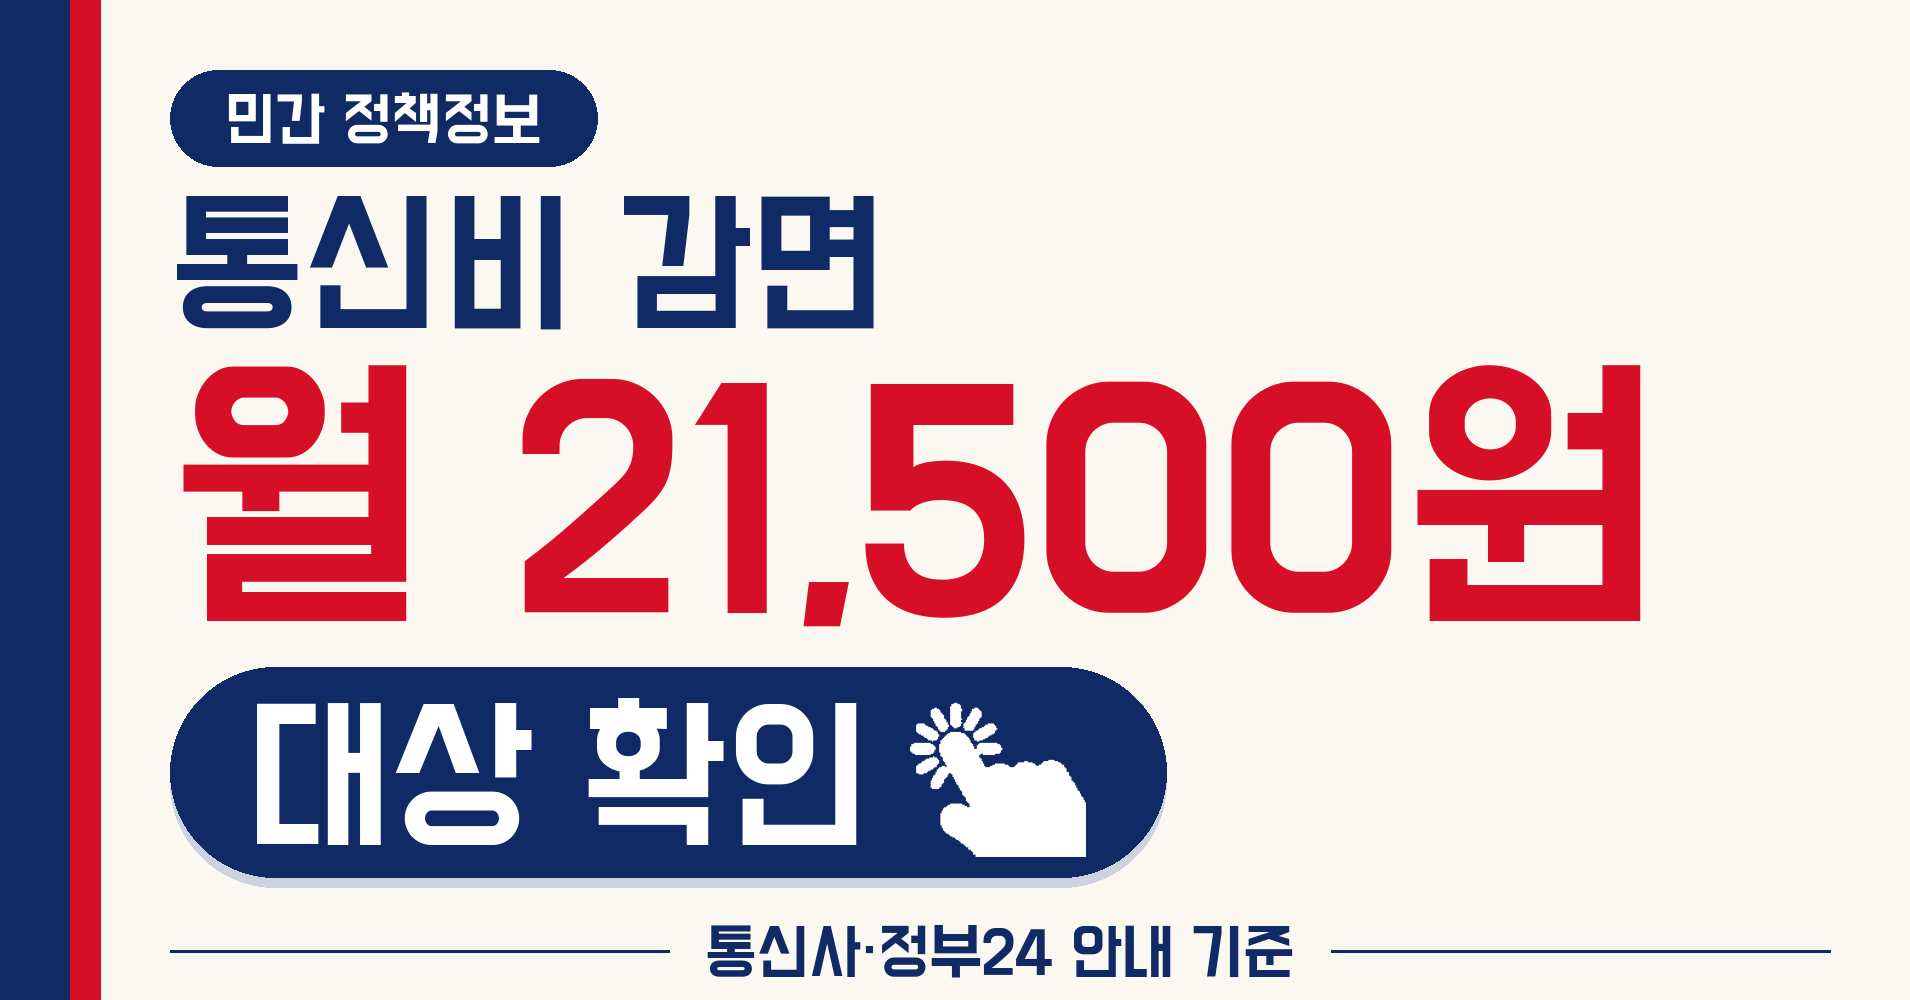 민간 정책정보
통신비 감면
월 21,500원
대상 확인
통신사·정부24 안내 기준